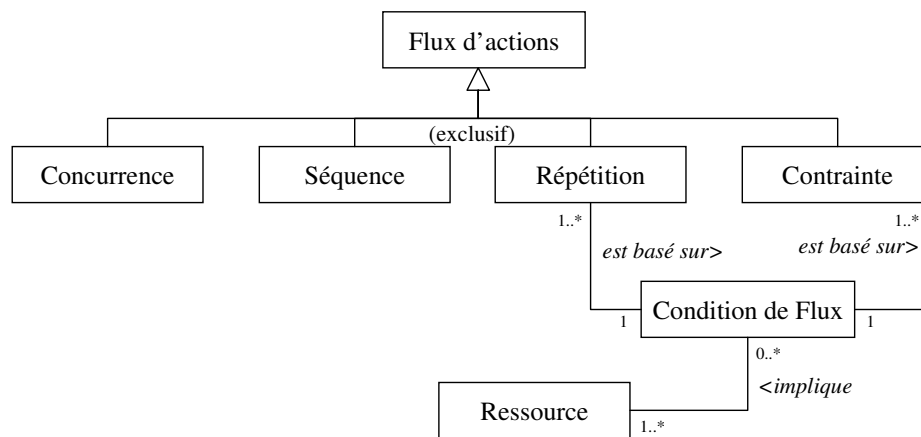 Flux d'actions
(exclusif)
Concurrence
Séquence
Répétition
Contrainte
1..*
1..*
est basé sur>
est basé sur>
Condition de Flux
1
1
0..*
<implique
Ressource
1..*